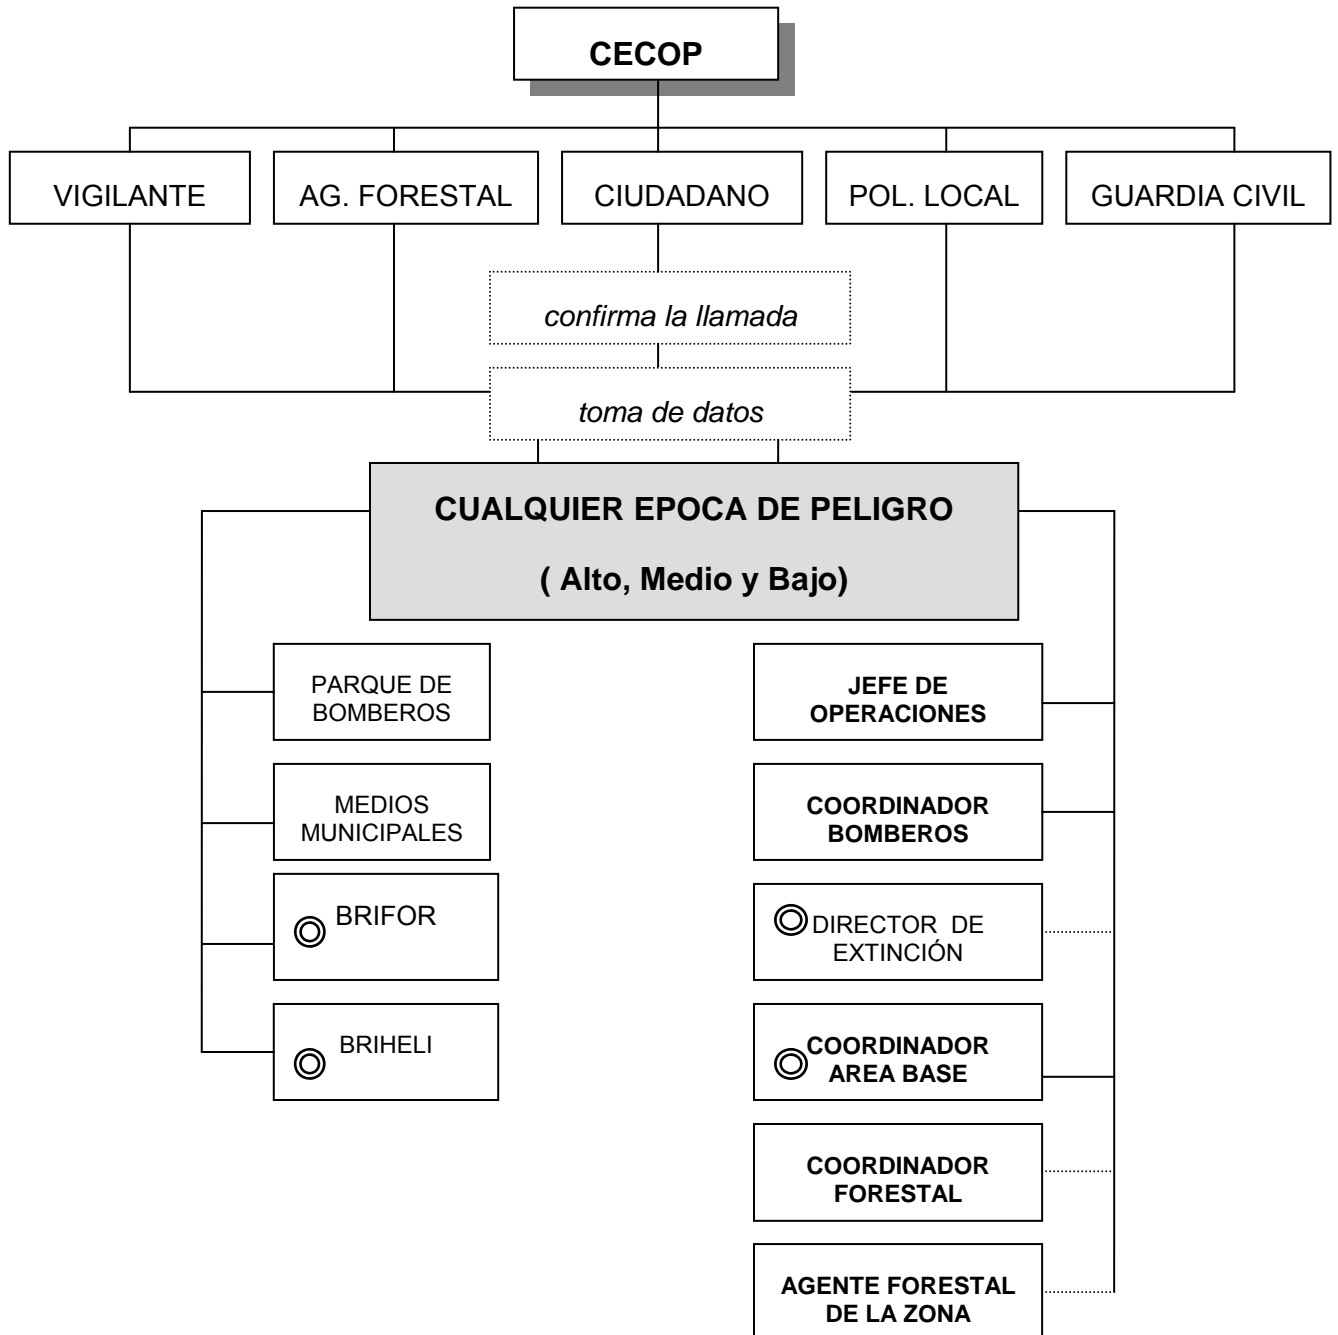 CECOP
VIGILANTE
AG. FORESTAL
CIUDADANO
POL. LOCAL
GUARDIA CIVIL
confirma la llamada
toma de datos
CUALQUIER EPOCA DE PELIGRO
( Alto, Medio y Bajo)
PARQUE DE
BOMBEROS
MEDIOS
MUNICIPALES
BRIFOR
BRIHELI
JEFE DE
OPERACIONES
COORDINADOR
BOMBEROS
DIRECTOR DE
EXTINCIÓN
COORDINADOR
AREA BASE
COORDINADOR
FORESTAL
AGENTE FORESTAL
DE LA ZONA